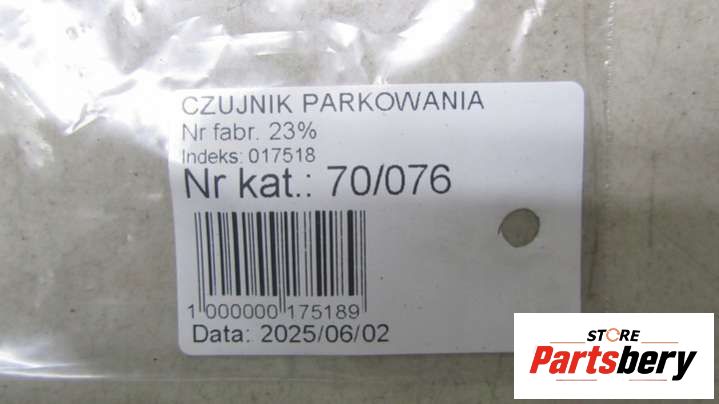 CZUJNIK PARKOWANIA
Nr fabr. 23%
Indeks: 017518
Nr kat.: 70/076
1 000000 175189
Data: 2025/06/02
STORE
Partsbery